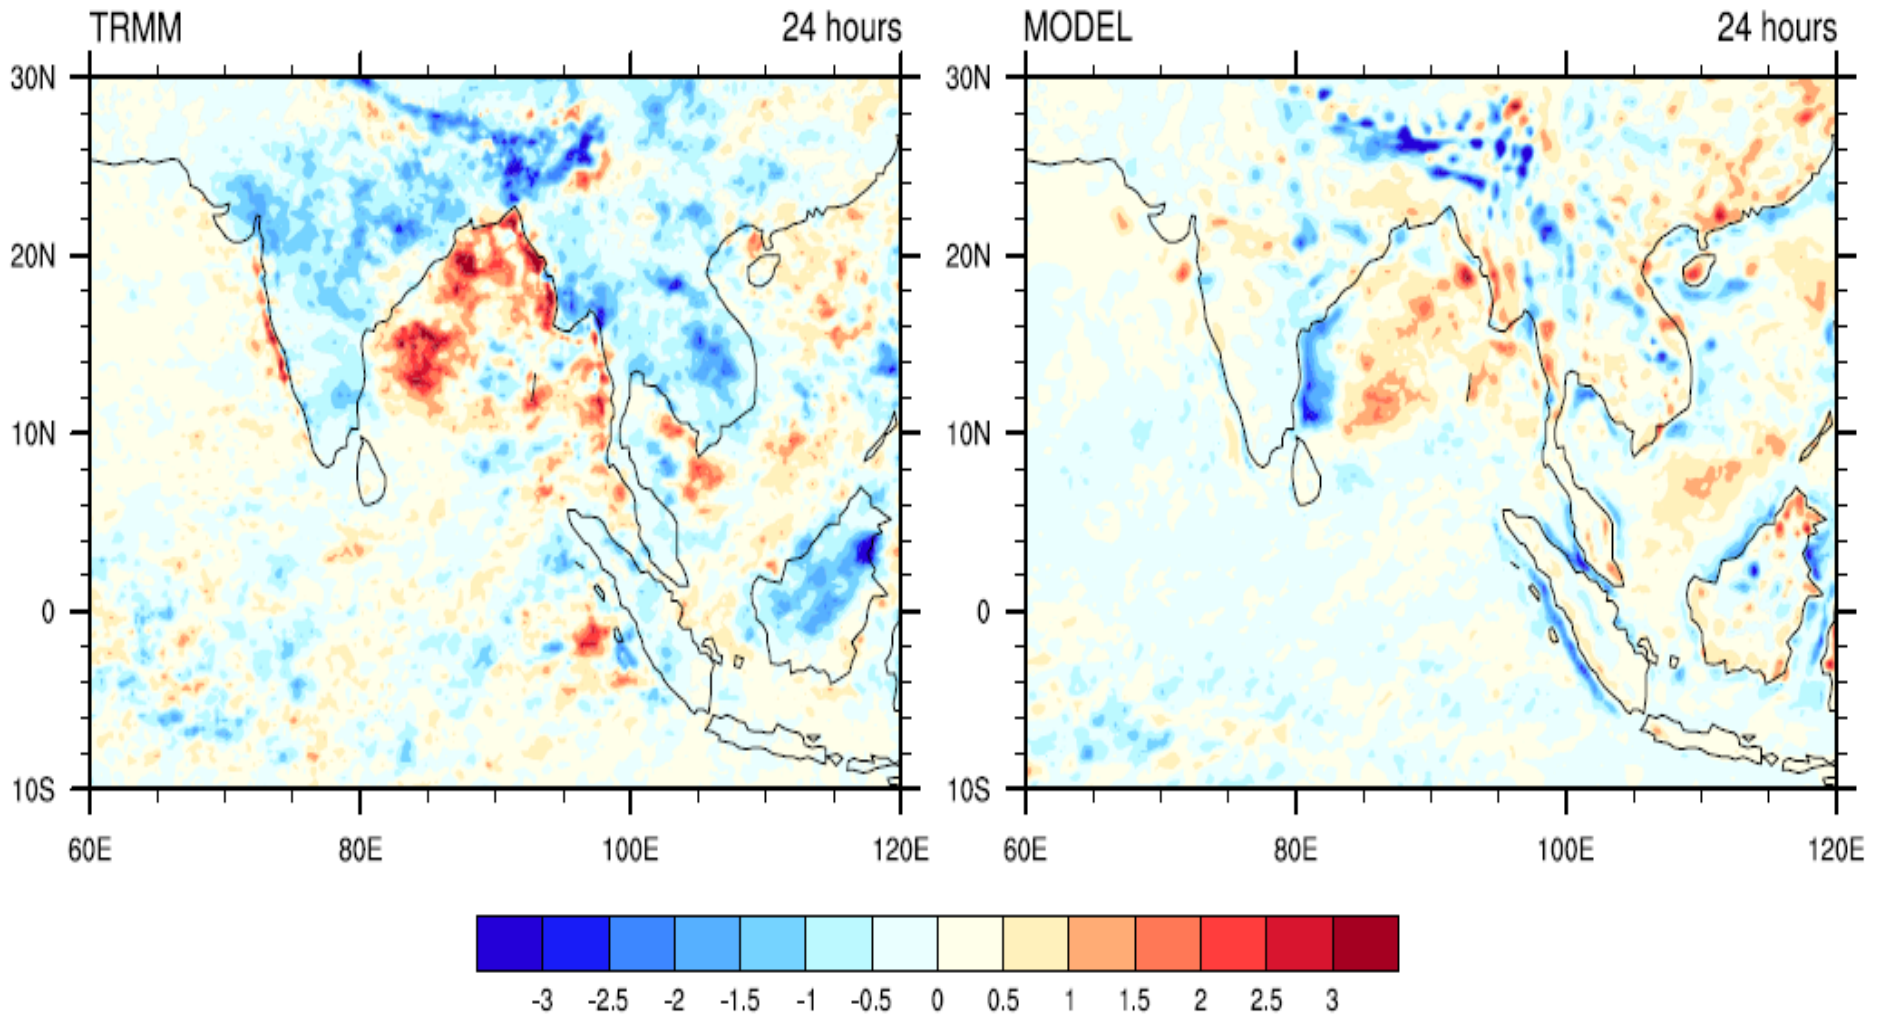 TRMM 24 hours MODEL 24 hours
30N 30N
20N 20N
10N 10N
0 0
10S 10S
60E 80E 100E 120E 60E 80E 100E 120E
-3 -2.5 -2 -1.5 -1 -0.5 0 0.5 1 1.5 2 2.5 3